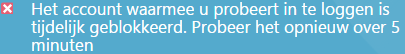 Het account waarmee u probeert in te loggen is
tijdelijk geblokkeerd. Probeer het opnieuw over 5
minuten